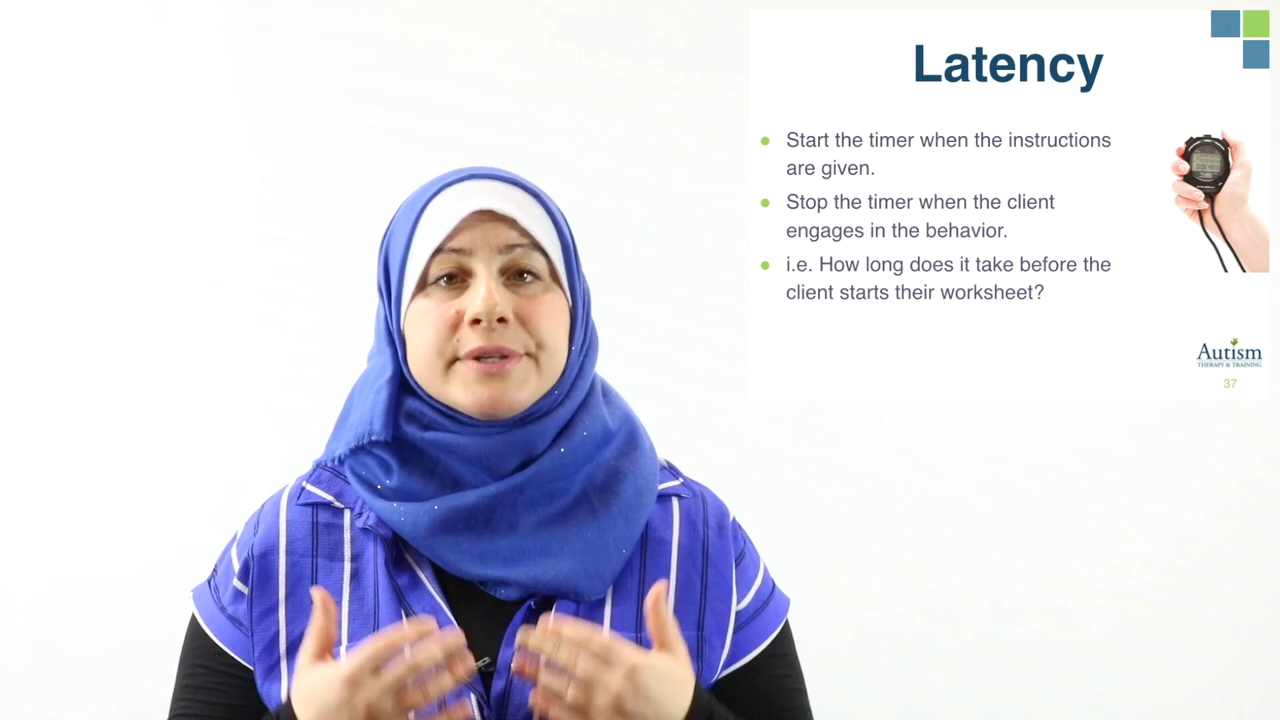 Latency
Start the timer when the instructions
are given.
Stop the timer when the client
engages in the behavior.
i.e. How long does it take before the
client starts their worksheet?
Autism
THERAPY & TRAINING
37